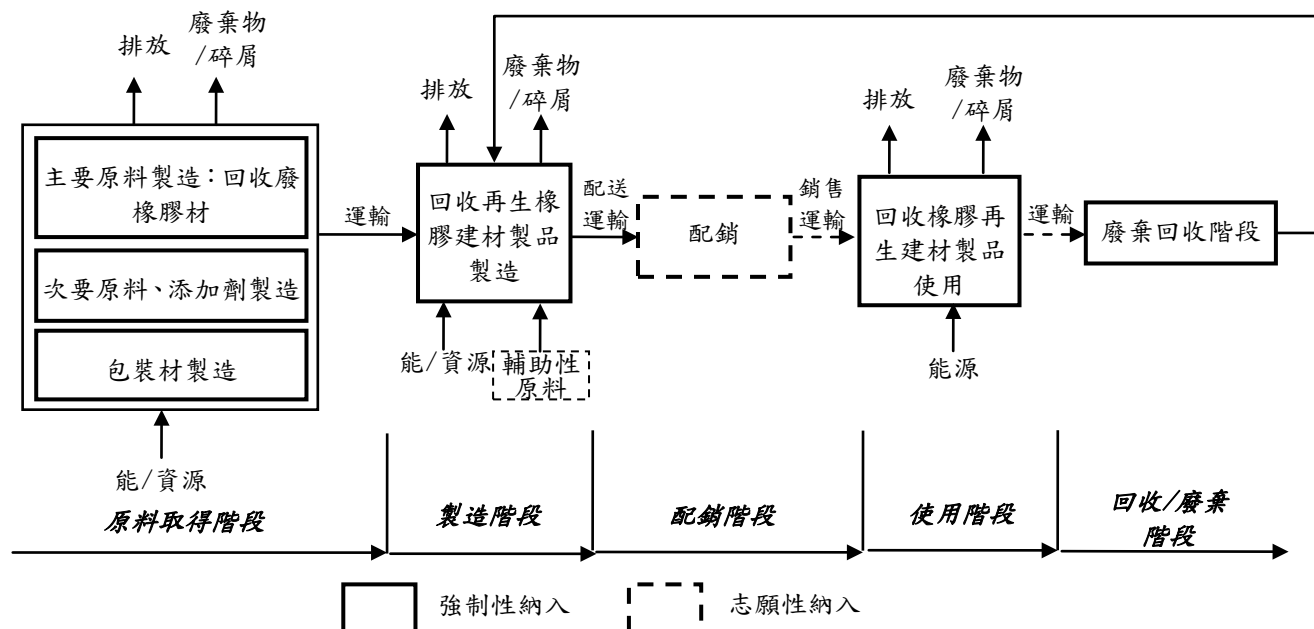 排放
廢棄物
/碎屑
主要原料製造：回收廢
橡膠材
次要原料、添加劑製造
包裝材製造
能/資源
運輸
排放
廢棄物
/碎屑
回收再生橡
膠建材製品
製造
能/資源
輔助性
原料
配送
運輸
配銷
銷售
運輸
排放
廢棄物
/碎屑
回收橡膠再
生建材製品
使用
能源
運輸
廢棄回收階段
原料取得階段
製造階段
配銷階段
使用階段
回收/廢棄
階段
強制性納入
志願性納入